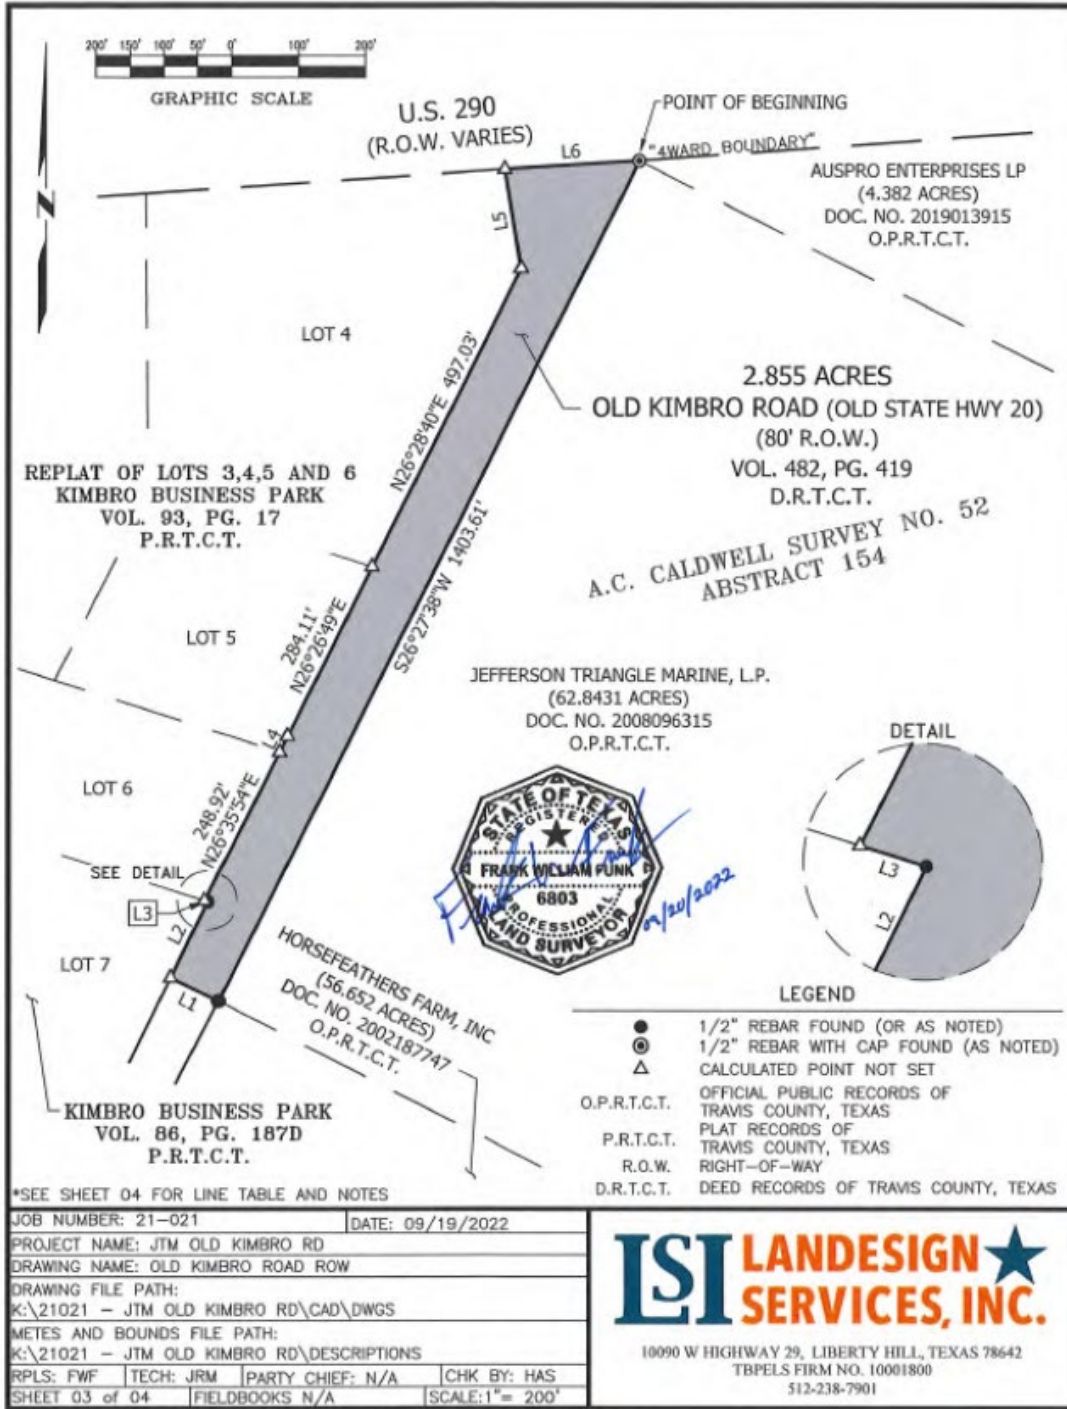 200' 150' 100' 50' 0' 100' 200'
GRAPHIC SCALE
N
U.S. 290
(R.O.W. VARIES)
POINT OF BEGINNING
"4WARD BOUNDARY"
L6
L5
AUSPRO ENTERPRISES LP
(4.382 ACRES)
DOC. NO. 2019013915
O.P.R.T.C.T.
LOT 4
2.855 ACRES
OLD KIMBRO ROAD (OLD STATE HWY 20)
(80' R.O.W.)
VOL. 482, PG. 419
D.R.T.C.T.
N26°28'40"E 497.03'
REPLAT OF LOTS 3,4,5 AND 6
KIMBRO BUSINESS PARK
VOL. 93, PG. 17
P.R.T.C.T.
S26°27'38"W 1403.61'
A.C. CALDWELL SURVEY NO. 52
ABSTRACT 154
LOT 5
284.11'
N26°26'49"E
JEFFERSON TRIANGLE MARINE, L.P.
(62.8431 ACRES)
DOC. NO. 2008096315
O.P.R.T.C.T.
L4
LOT 6
248.92'
N26°35'54"E
STATE OF TEXAS
REGISTERED
FRANK WILLIAM FUNK
6803
PROFESSIONAL
LAND SURVEYOR
09/20/2022
DETAIL
L3
L2
SEE DETAIL
L3
L2
LOT 7
L1
HORSEFEATHERS FARM, INC
(56.652 ACRES)
DOC. NO. 2002187747
O.P.R.T.C.T.
KIMBRO BUSINESS PARK
VOL. 86, PG. 187D
P.R.T.C.T.
LEGEND
1/2" REBAR FOUND (OR AS NOTED)
1/2" REBAR WITH CAP FOUND (AS NOTED)
CALCULATED POINT NOT SET
O.P.R.T.C.T. OFFICIAL PUBLIC RECORDS OF
TRAVIS COUNTY, TEXAS
P.R.T.C.T. PLAT RECORDS OF
TRAVIS COUNTY, TEXAS
R.O.W. RIGHT-OF-WAY
D.R.T.C.T. DEED RECORDS OF TRAVIS COUNTY, TEXAS
*SEE SHEET 04 FOR LINE TABLE AND NOTES
JOB NUMBER: 21-021 DATE: 09/19/2022
PROJECT NAME: JTM OLD KIMBRO RD
DRAWING NAME: OLD KIMBRO ROAD ROW
DRAWING FILE PATH:
K:\21021 - JTM OLD KIMBRO RD\CAD\DWGS
METES AND BOUNDS FILE PATH:
K:\21021 - JTM OLD KIMBRO RD\DESCRIPTIONS
RPLS: FWF TECH: JRM PARTY CHIEF: N/A CHK BY: HAS
SHEET 03 of 04 FIELDBOOKS N/A SCALE:1"= 200'
LSI LANDESIGN
SERVICES, INC.
10090 W HIGHWAY 29, LIBERTY HILL, TEXAS 78642
TBPELS FIRM NO. 10001800
512-238-7901